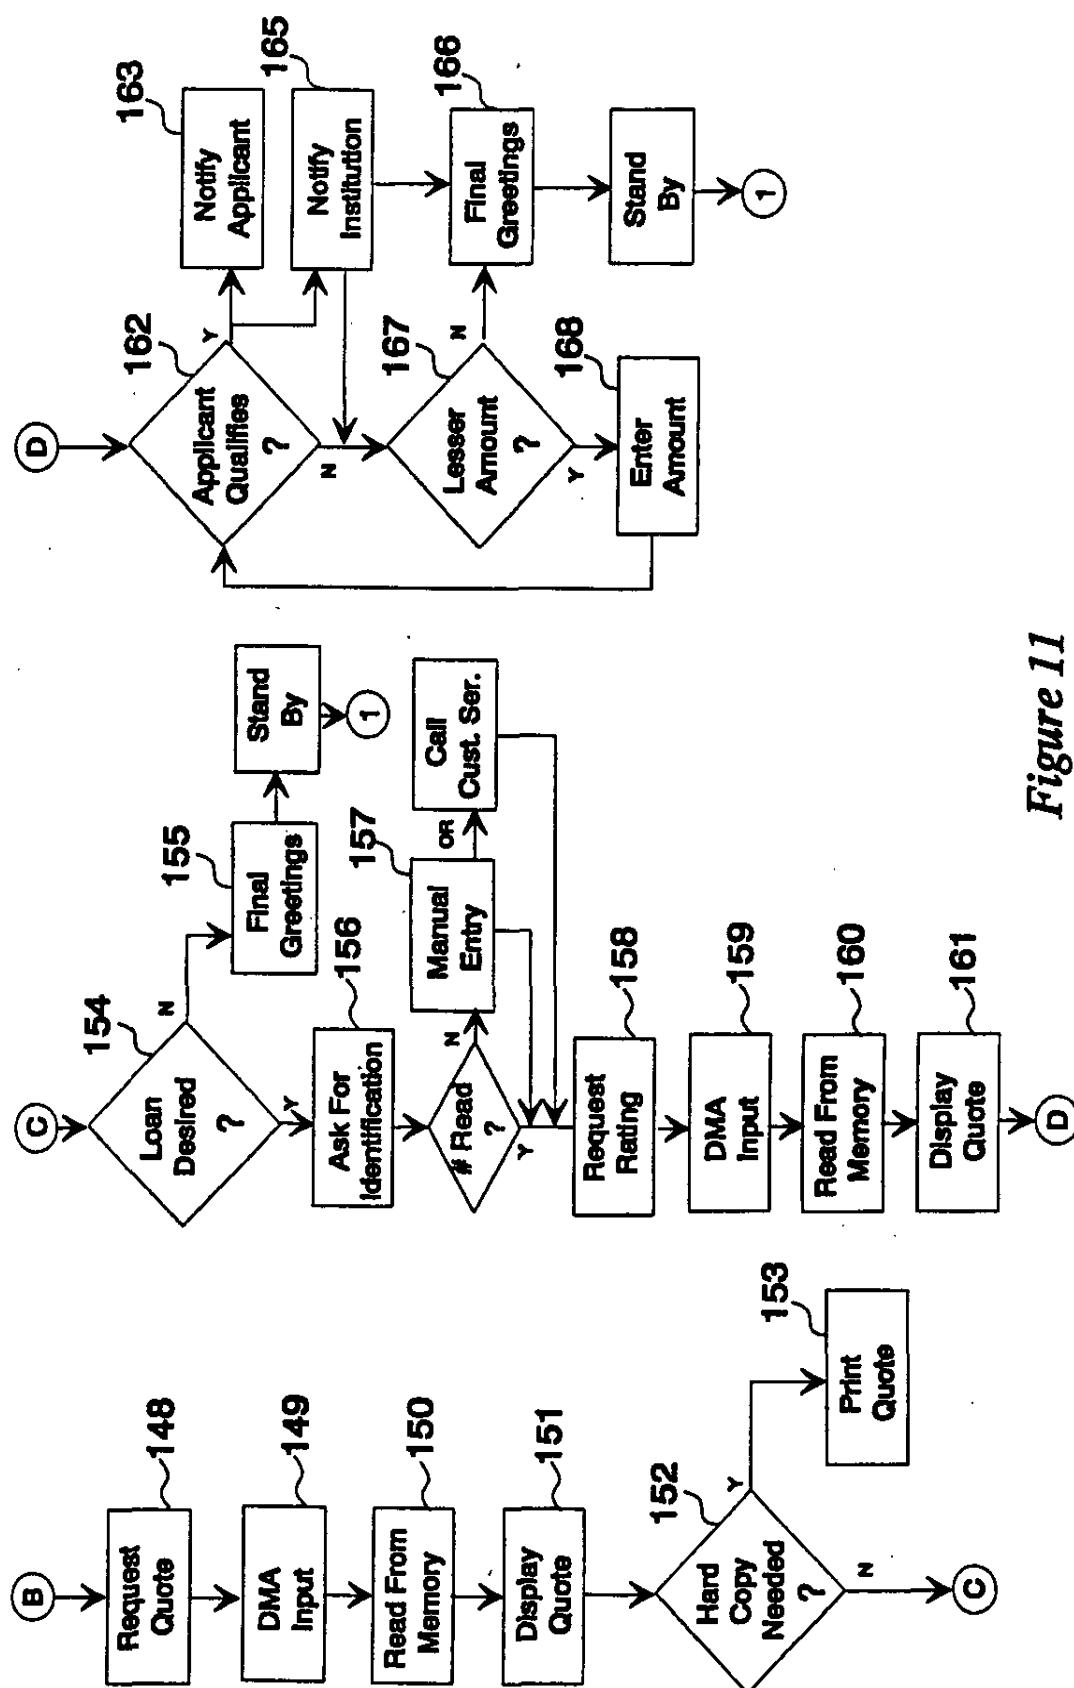 B
Request
Quote
148
DMA
Input
149
Read From
Memory
150
Display
Quote
151
Hard
Copy
Needed
?
152
Y
Print
Quote
153
N
C
C
Loan
Desired
?
154
N
Final
Greetings
155
Stand
By
1
Y
Ask For
Identification
156
# Read
?
N
Manual
Entry
157
OR
Call
Cust. Ser.
Y
Request
Rating
158
DMA
Input
159
Read From
Memory
160
Display
Quote
161
D
D
Applicant
Qualifies
?
162
Y
Notify
Applicant
163
Notify
Institution
165
N
Lesser
Amount
?
167
N
Final
Greetings
166
Stand
By
1
Y
Enter
Amount
168
Figure 11